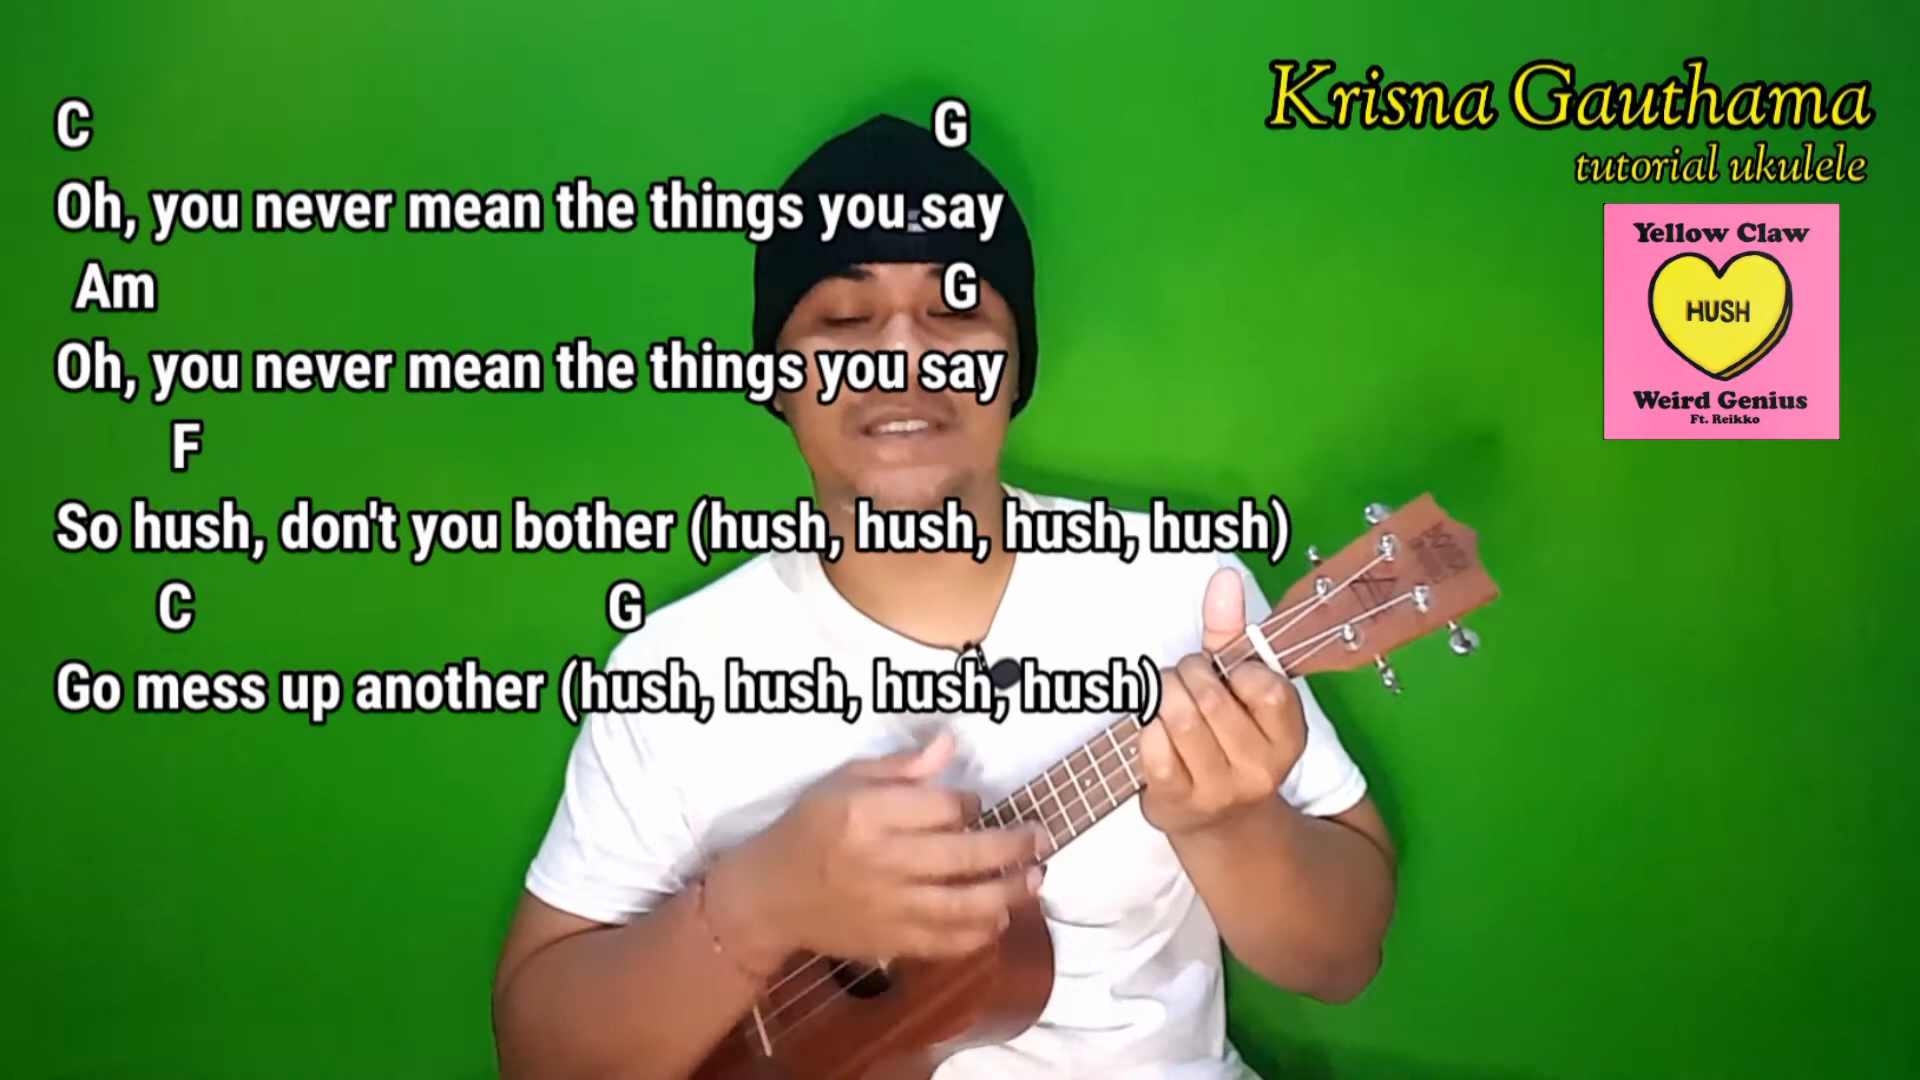 Krisna Gauthama
tutorial ukulele
C G
Oh, you never mean the things you say
Am G
Oh, you never mean the things you say
F
So hush, don't you bother (hush, hush, hush, hush)
C G
Go mess up another (hush, hush, hush, hush)
Yellow Claw
HUSH
Weird Genius
Ft. Reikko